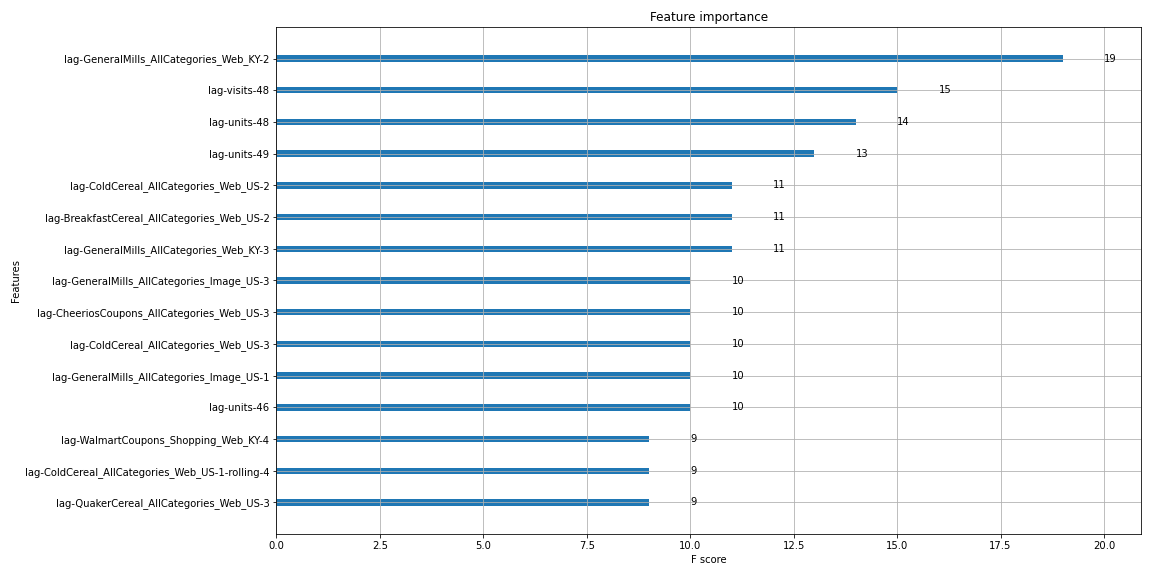 Feature importance
Features
lag-GeneralMills_AllCategories_Web_KY-2 19
lag-visits-48 15
lag-units-48 14
lag-units-49 13
lag-ColdCereal_AllCategories_Web_US-2 11
lag-BreakfastCereal_AllCategories_Web_US-2 11
lag-GeneralMills_AllCategories_Web_KY-3 11
lag-GeneralMills_AllCategories_Image_US-3 10
lag-CheeriosCoupons_AllCategories_Web_US-3 10
lag-ColdCereal_AllCategories_Web_US-3 10
lag-GeneralMills_AllCategories_Image_US-1 10
lag-units-46 10
lag-WalmartCoupons_Shopping_Web_KY-4 9
lag-ColdCereal_AllCategories_Web_US-1-rolling-4 9
lag-QuakerCereal_AllCategories_Web_US-3 9
0.0 2.5 5.0 7.5 10.0 12.5 15.0 17.5 20.0
F score